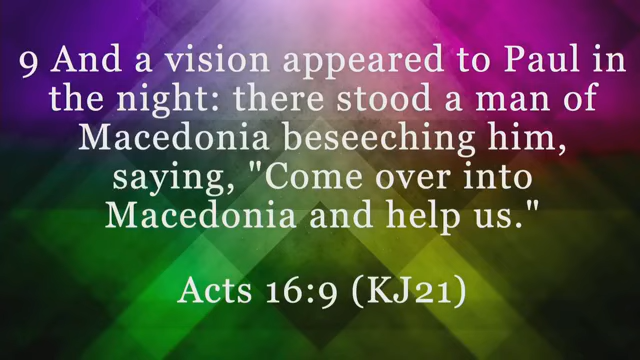 9 And a vision appeared to Paul in
the night: there stood a man of
Macedonia beseeching him,
saying, "Come over into
Macedonia and help us."
Acts 16:9 (KJ21)